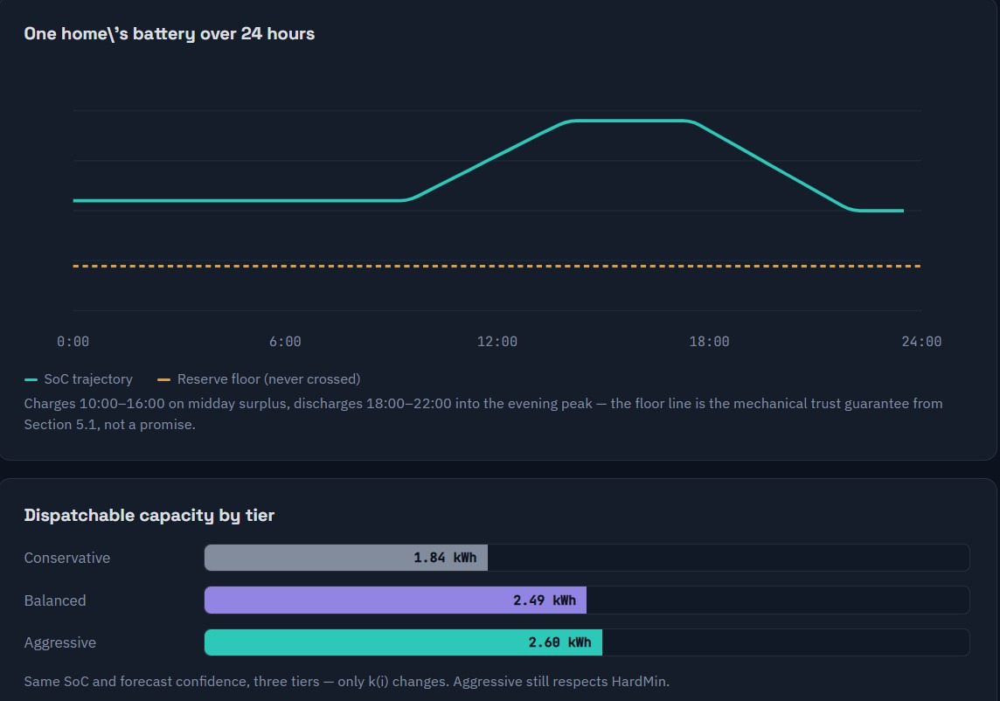 One home\'s battery over 24 hours
0:00 6:00 12:00 18:00 24:00
SoC trajectory Reserve floor (never crossed)
Charges 10:00–16:00 on midday surplus, discharges 18:00–22:00 into the evening peak — the floor line is the mechanical trust guarantee from
Section 5.1, not a promise.
Dispatchable capacity by tier
Conservative 1.84 kWh
Balanced 2.49 kWh
Aggressive 2.60 kWh
Same SoC and forecast confidence, three tiers — only k(i) changes. Aggressive still respects HardMin.